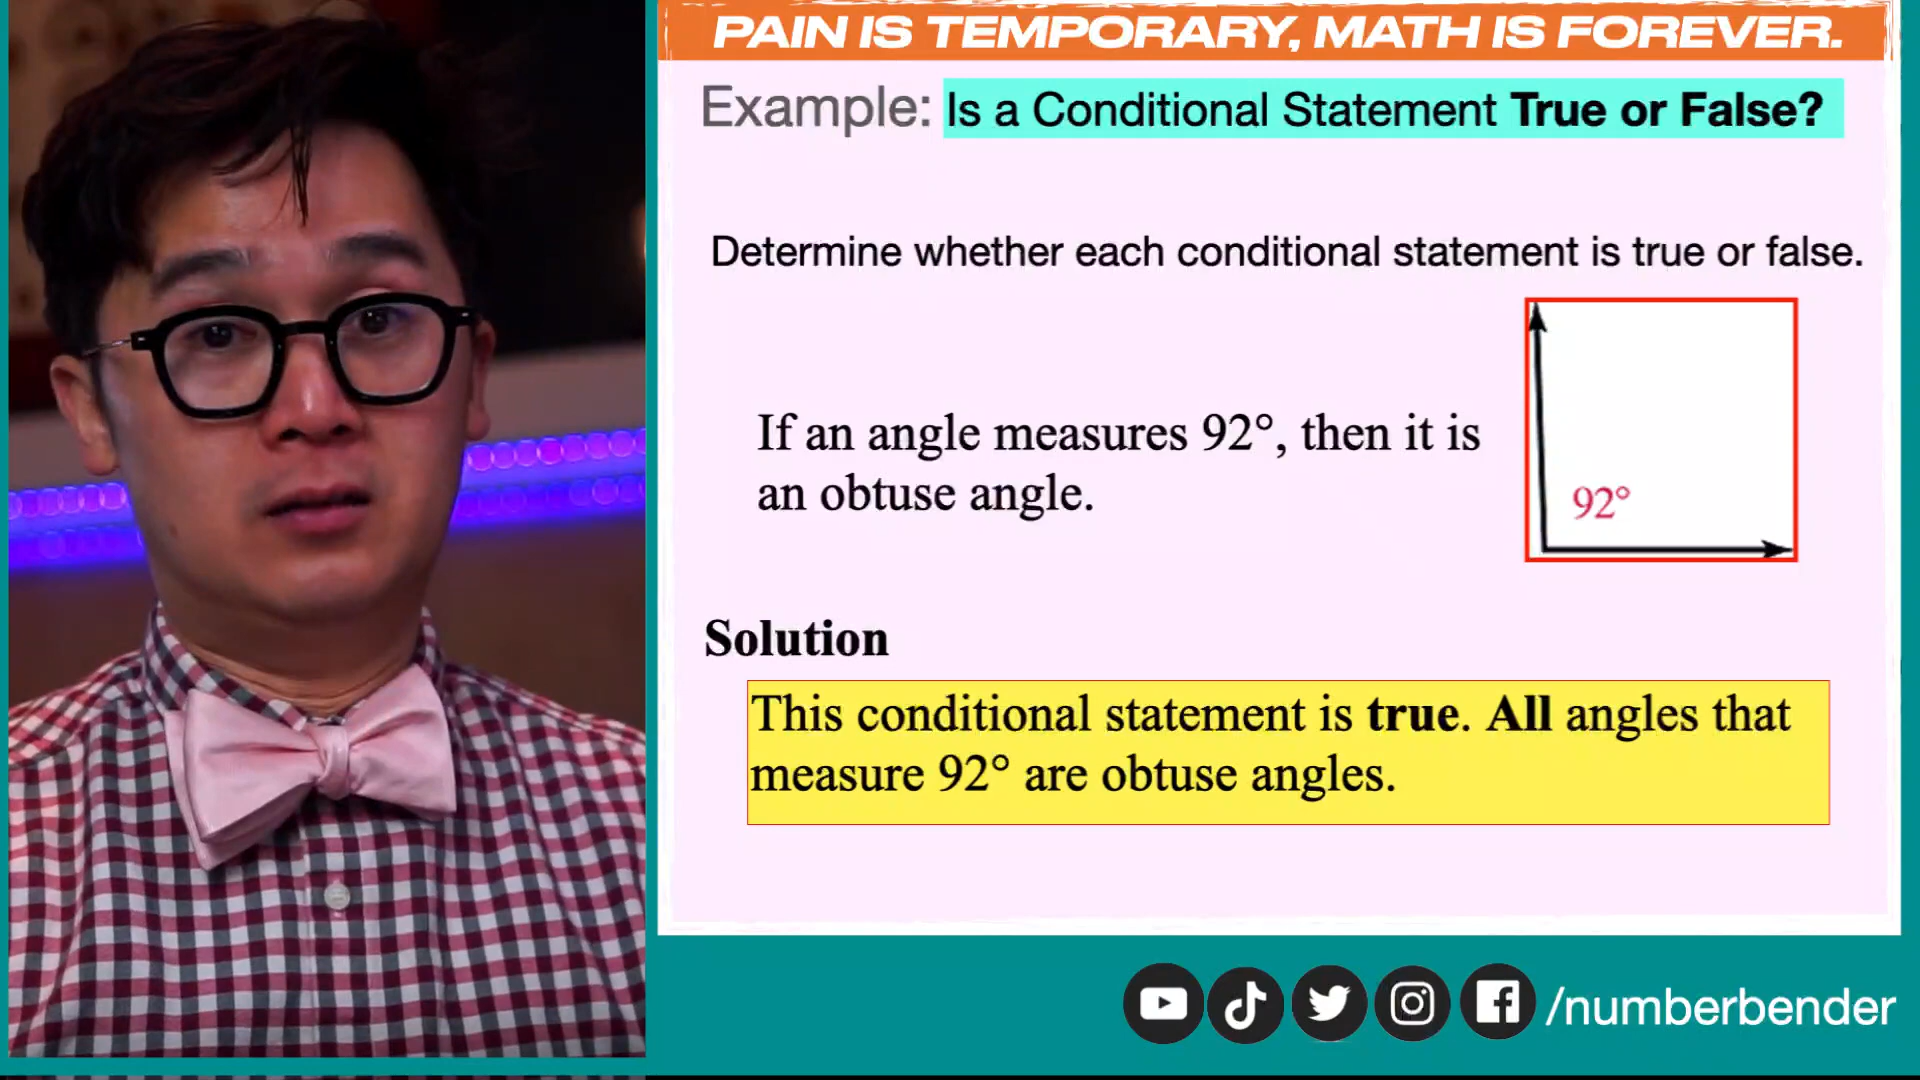 PAIN IS TEMPORARY, MATH IS FOREVER.
Example: Is a Conditional Statement True or False?
Determine whether each conditional statement is true or false.
If an angle measures 92°, then it is
an obtuse angle.
92°
Solution
This conditional statement is true. All angles that
measure 92° are obtuse angles.
/numberbender